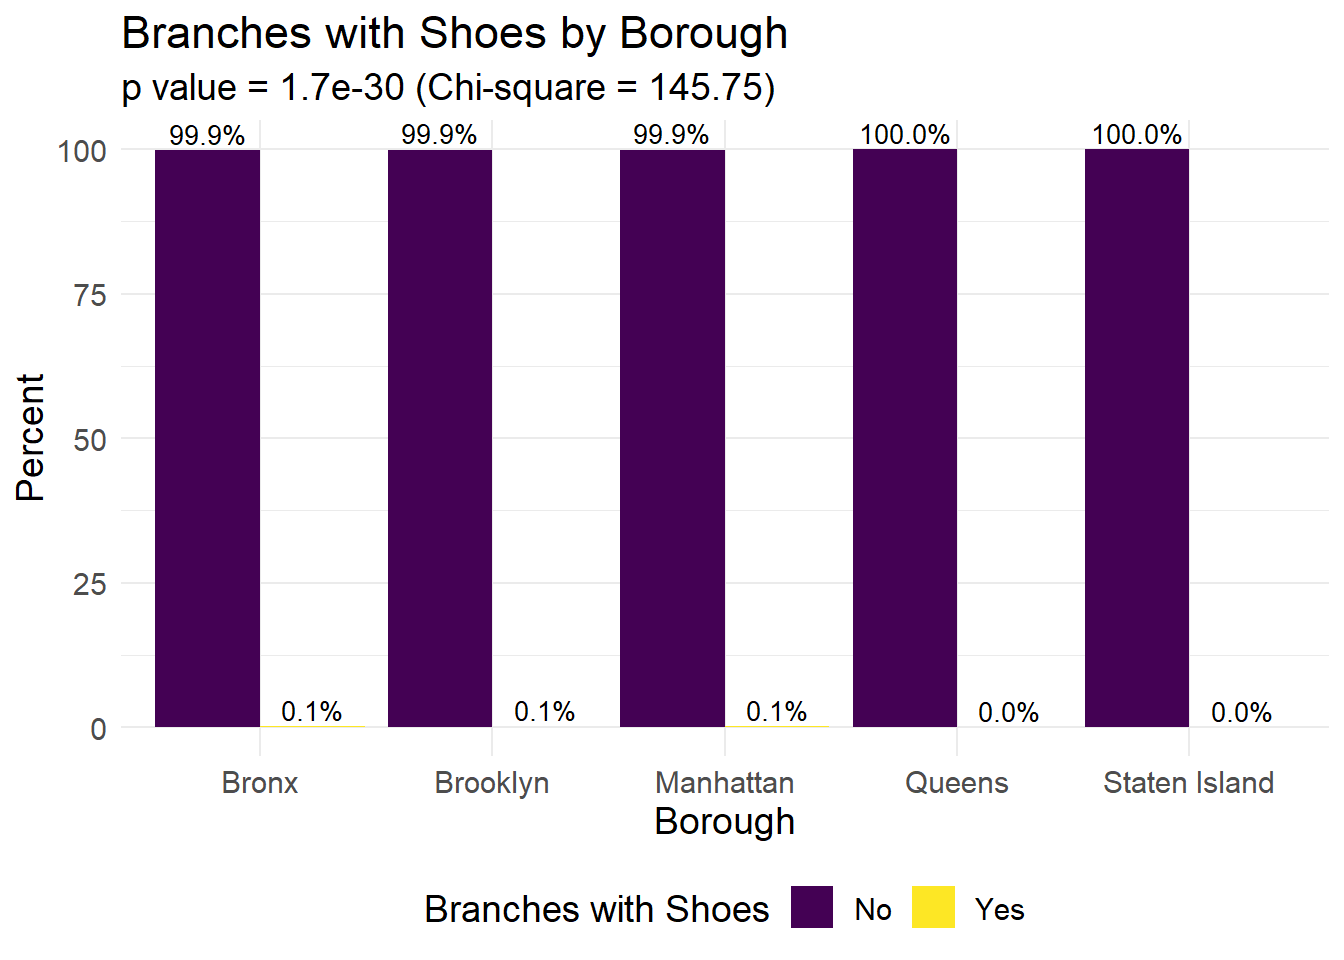 Branches with Shoes by Borough
p value = 1.7e-30 (Chi-square = 145.75)
99.9% 99.9% 99.9% 100.0% 100.0%
100
75
50
25
0
0.1% 0.1% 0.1% 0.0% 0.0%
Percent
Bronx Brooklyn Manhattan Queens Staten Island
Borough
Branches with Shoes No Yes